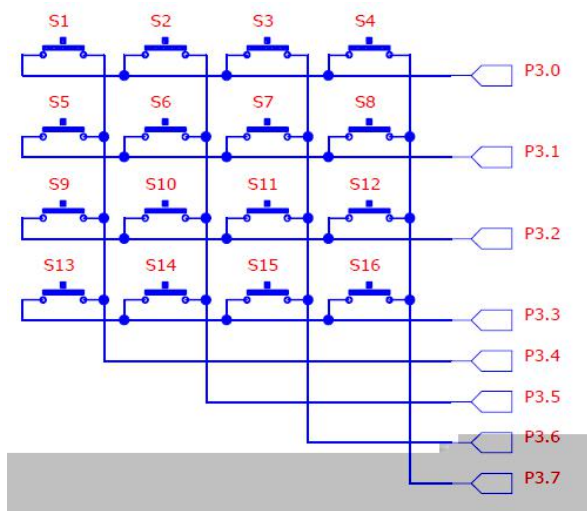 S1 S2 S3 S4
P3.0
S5 S6 S7 S8
P3.1
S9 S10 S11 S12
P3.2
S13 S14 S15 S16
P3.3
P3.4
P3.5
P3.6
P3.7